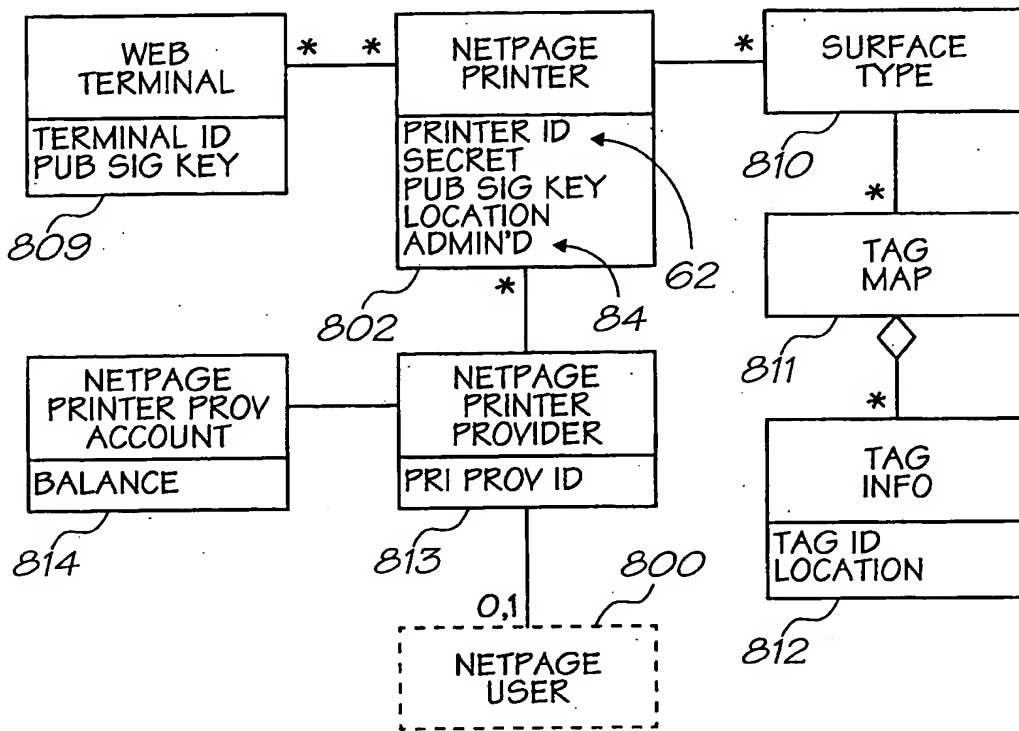 WEB
TERMINAL
TERMINAL ID
PUB SIG KEY
809
* *
NETPAGE
PRINTER
PRINTER ID
SECRET
PUB SIG KEY
LOCATION
ADMIN'D
802
62
84
*
*
SURFACE
TYPE
810
*
TAG
MAP
811
*
TAG
INFO
TAG ID
LOCATION
812
NETPAGE
PRINTER PROV
ACCOUNT
BALANCE
814
NETPAGE
PRINTER
PROVIDER
PRI PROV ID
813
0,1
800
NETPAGE
USER